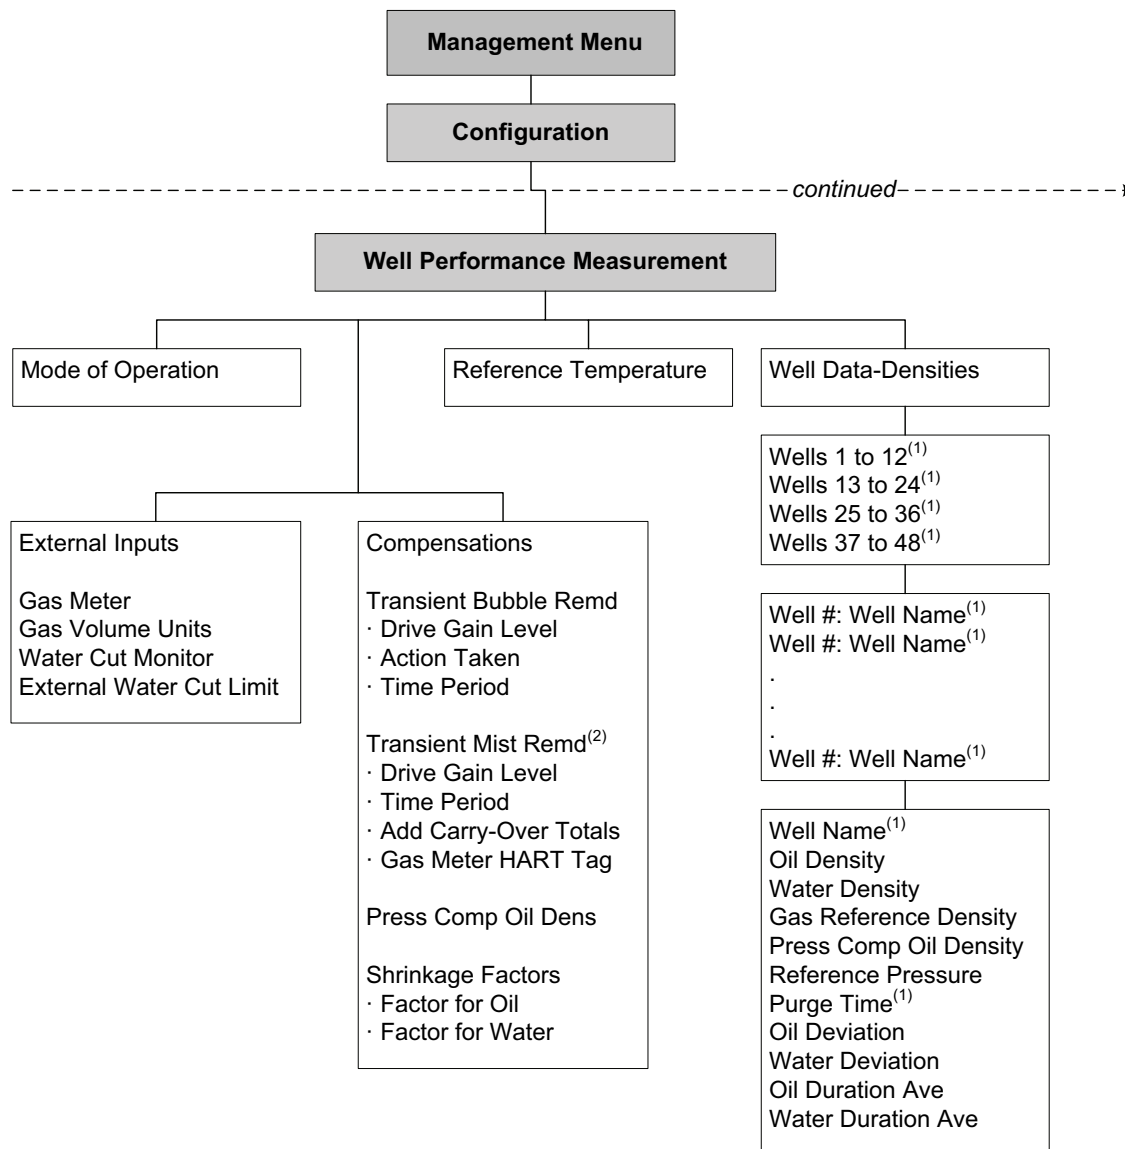 Management Menu
Configuration
continued
Well Performance Measurement
Mode of Operation
Reference Temperature
Well Data-Densities
Wells 1 to 12(1)
Wells 13 to 24(1)
Wells 25 to 36(1)
Wells 37 to 48(1)
External Inputs
Gas Meter
Gas Volume Units
Water Cut Monitor
External Water Cut Limit
Compensations
Transient Bubble Remd
· Drive Gain Level
· Action Taken
· Time Period
Transient Mist Remd(2)
· Drive Gain Level
· Time Period
· Add Carry-Over Totals
· Gas Meter HART Tag
Press Comp Oil Dens
Shrinkage Factors
· Factor for Oil
· Factor for Water
Well #: Well Name(1)
Well #: Well Name(1)
.
.
.
Well #: Well Name(1)
Well Name(1)
Oil Density
Water Density
Gas Reference Density
Press Comp Oil Density
Reference Pressure
Purge Time(1)
Oil Deviation
Water Deviation
Oil Duration Ave
Water Duration Ave